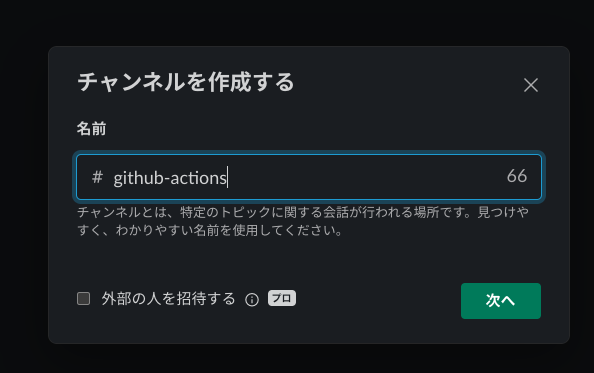 チャンネルを作成する
名前
# github-actions 66
チャンネルとは、特定のトピックに関する会話が行われる場所です。見つけや
すく、わかりやすい名前を使用してください。
外部の人を招待する プロ
次へ